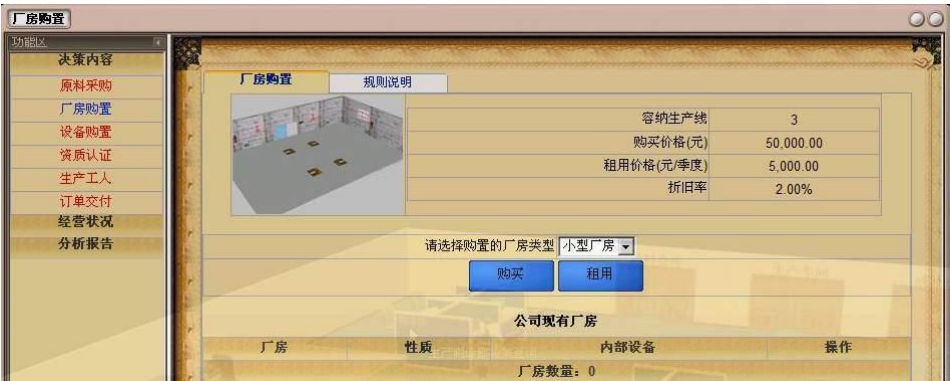 厂房购置
功能区
决策内容
原料采购
厂房购置
设备购置
资质认证
生产工人
订单交付
经营状况
分析报告
厂房购置 规则说明
容纳生产线 3
购买价格(元) 50,000.00
租用价格(元/季度) 5,000.00
折旧率 2.00%
请选择购置的厂房类型 小型厂房
购买 租用
公司现有厂房
厂房 性质 内部设备 操作
厂房数量：0